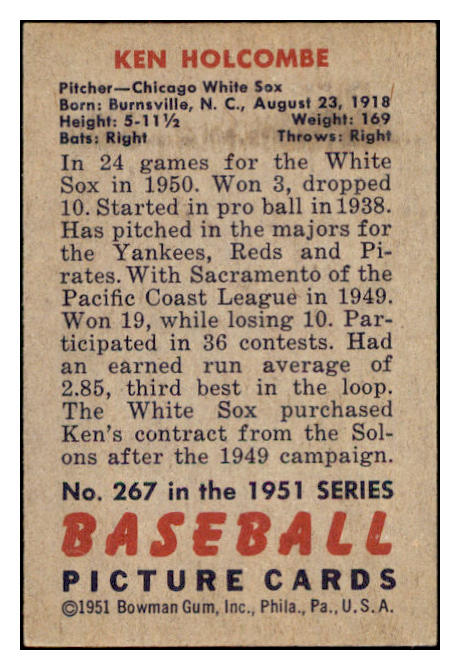 KEN HOLCOMBE
Pitcher—Chicago White Sox
Born: Burnsville, N. C., August 23, 1918
Height: 5-11½ Weight: 169
Bats: Right Throws: Right
In 24 games for the White
Sox in 1950. Won 3, dropped
10. Started in pro ball in 1938.
Has pitched in the majors for
the Yankees, Reds and Pi-
rates. With Sacramento of the
Pacific Coast League in 1949.
Won 19, while losing 10. Par-
ticipated in 36 contests. Had
an earned run average of
2.85, third best in the loop.
The White Sox purchased
Ken's contract from the Sol-
ons after the 1949 campaign.
No. 267 in the 1951 SERIES
BASEBALL
PICTURE CARDS
©1951 Bowman Gum, Inc., Phila., Pa., U. S. A.